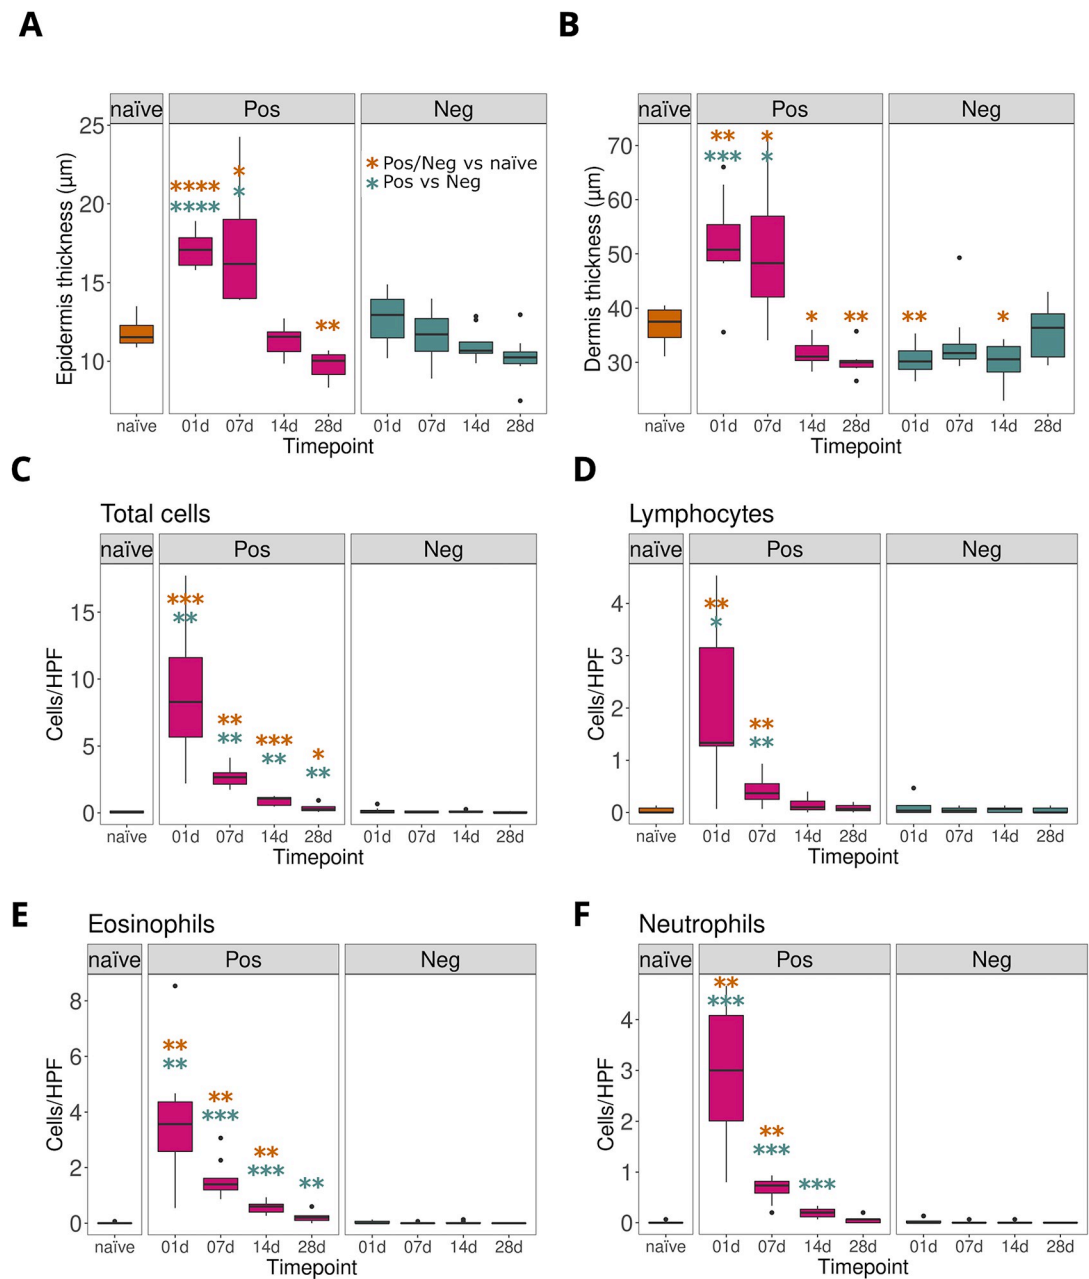 A
B
naïve Pos Neg
naïve Pos Neg
Epidermis thickness (µm)
25
20
15
10
**** 
****
*
*
**
* Pos/Neg vs naïve
* Pos vs Neg
naïve 01d 07d 14d 28d 01d 07d 14d 28d
Timepoint
Dermis thickness (µm)
70
60
50
40
30
**
***
*
*
*
**
**
*
naïve 01d 07d 14d 28d 01d 07d 14d 28d
Timepoint
C
D
Total cells
naïve Pos Neg
Cells/HPF
15
10
5
0
***
**
**
**
***
**
*
**
naïve 01d 07d 14d 28d 01d 07d 14d 28d
Timepoint
Lymphocytes
naïve Pos Neg
Cells/HPF
4
3
2
1
0
**
*
**
**
naïve 01d 07d 14d 28d 01d 07d 14d 28d
Timepoint
E
F
Eosinophils
naïve Pos Neg
Cells/HPF
8
6
4
2
0
**
**
**
***
**
***
**
naïve 01d 07d 14d 28d 01d 07d 14d 28d
Timepoint
Neutrophils
naïve Pos Neg
Cells/HPF
4
3
2
1
0
**
***
**
***
***
naïve 01d 07d 14d 28d 01d 07d 14d 28d
Timepoint